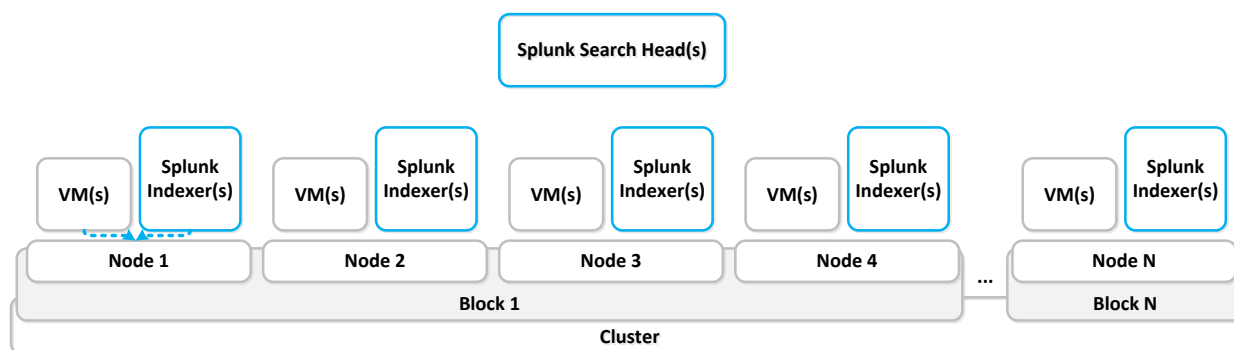 Splunk Search Head(s)
VM(s)
Splunk
Indexer(s)
VM(s)
Splunk
Indexer(s)
VM(s)
Splunk
Indexer(s)
VM(s)
Splunk
Indexer(s)
VM(s)
Splunk
Indexer(s)
Node 1
Node 2
Node 3
Node 4
...
Node N
Block 1
Block N
Cluster